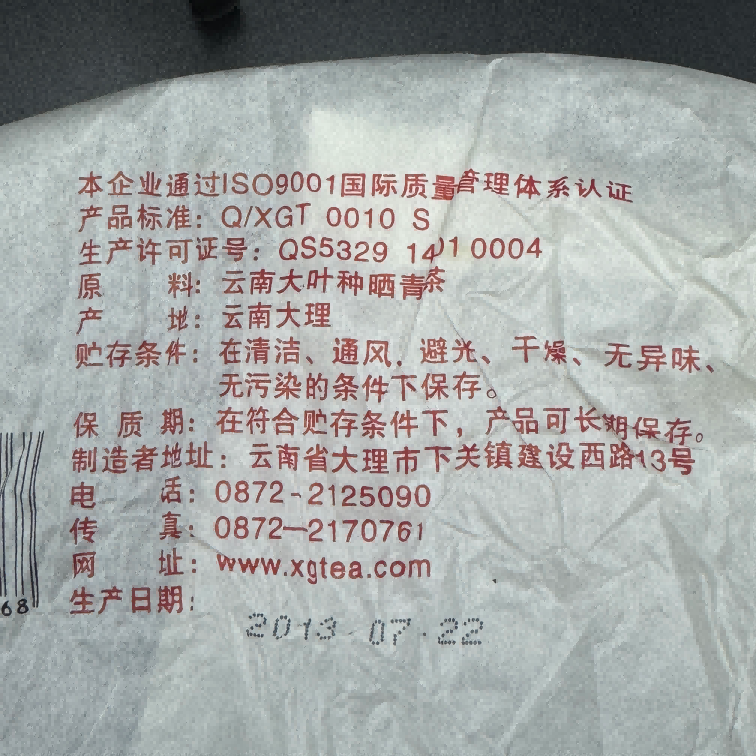 本企业通过ISO9001国际质量管理体系认证
产品标准：Q/XGT 0010 S
生产许可证号：QS5329 1401 0004
原　　料：云南大叶种晒青茶
产　　地：云南大理
贮存条件：在清洁、通风．避光、干燥、无异味、
无污染的条件下保存。
保 质 期：在符合贮存条件下，产品可长期保存。
制造者地址：云南省大理市下关镇建设西路13号
电　　话：0872-2125090
传　　真：0872—2170761
网　　址：www.xgtea.com
生产日期：
2013 07·22
68